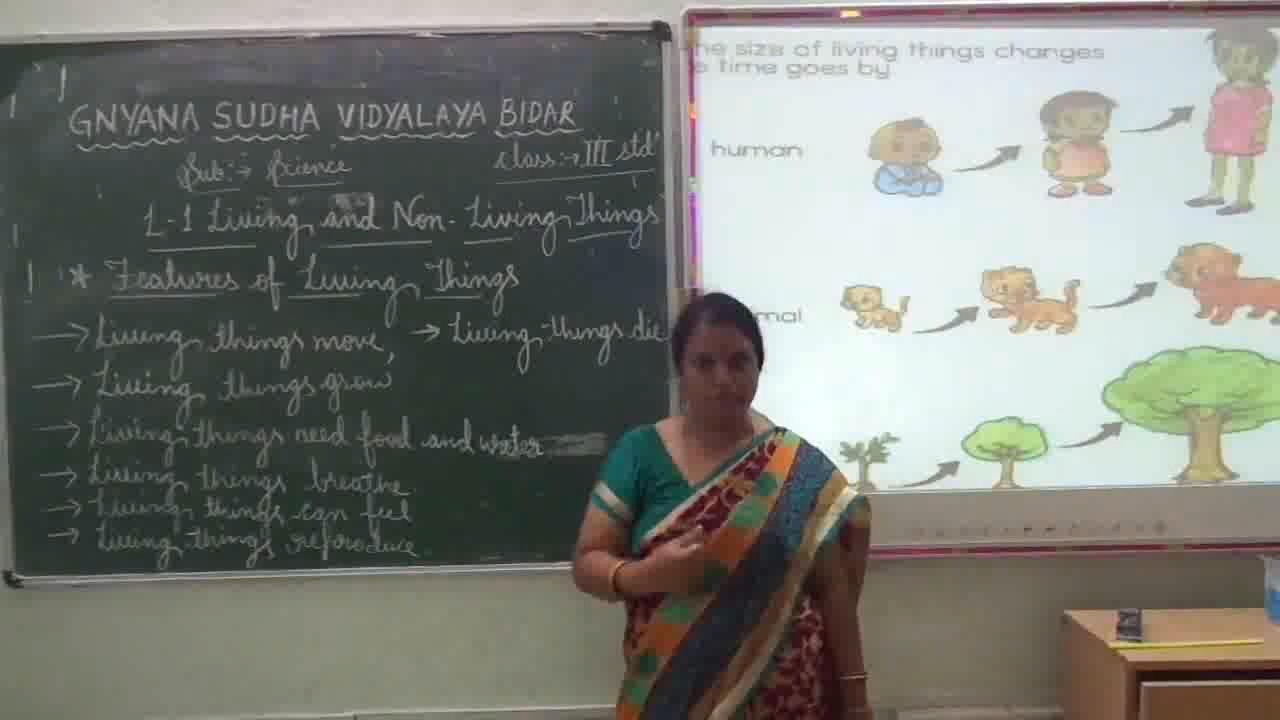 GNYANA SUDHA VIDYALAYA BIDAR
Sub:→ Science
Class:→ III std'
L-1 Living and Non-Living Things
* Features of Living Things
→ Living things move, → Living things die
→ Living things grow
→ Living things need food and water
→ Living things breathe
→ Living things can feel
→ Living things reproduce
he size of living things changes
time goes by
human
mal